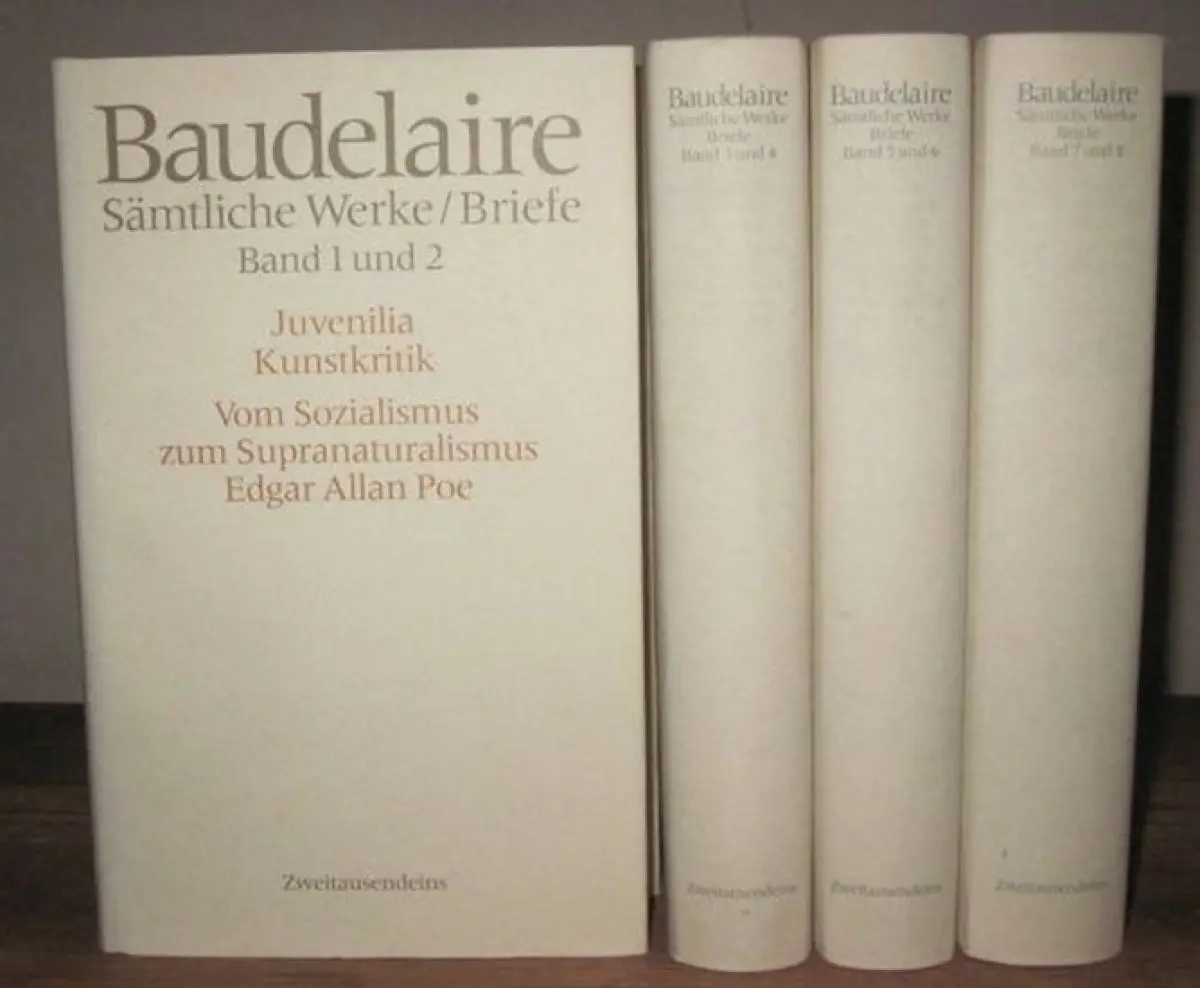 Baudelaire
Sämtliche Werke/Briefe
Band 1 und 2
Juvenilia
Kunstkritik
Vom Sozialismus
zum Supranaturalismus
Edgar Allan Poe
Zweitausendeins
Baudelaire
Sämtliche Werke
Briefe
Band 3 und 4
Zweitausendeins
Baudelaire
Sämtliche Werke
Briefe
Band 5 und 6
Zweitausendeins
Baudelaire
Sämtliche Werke
Briefe
Band 7 und 8
Zweitausendeins